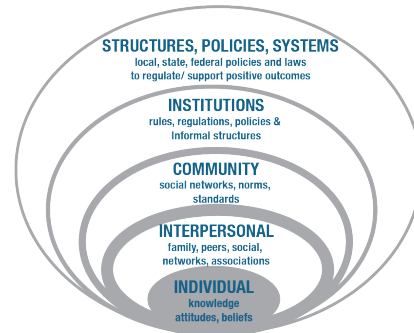 STRUCTURES, POLICIES, SYSTEMS
local, state, federal policies and laws
to regulate/ support positive outcomes
INSTITUTIONS
rules, regulations, policies &
Informal structures
COMMUNITY
social networks, norms,
standards
INTERPERSONAL
family, peers, social,
networks, associations
INDIVIDUAL
knowledge
attitudes, beliefs